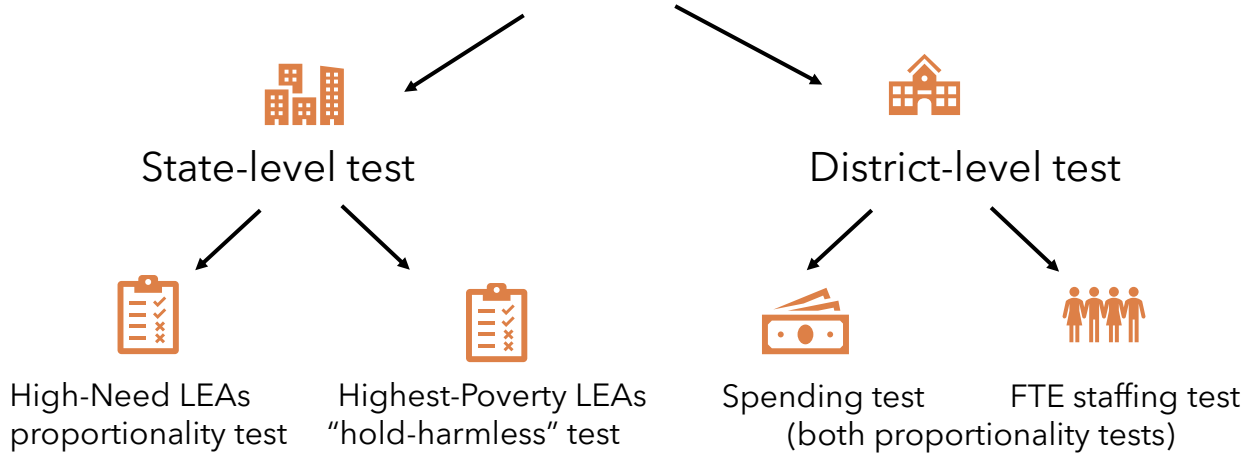 State-level test
District-level test
High-Need LEAs
proportionality test
Highest-Poverty LEAs
“hold-harmless” test
Spending test
FTE staffing test
(both proportionality tests)